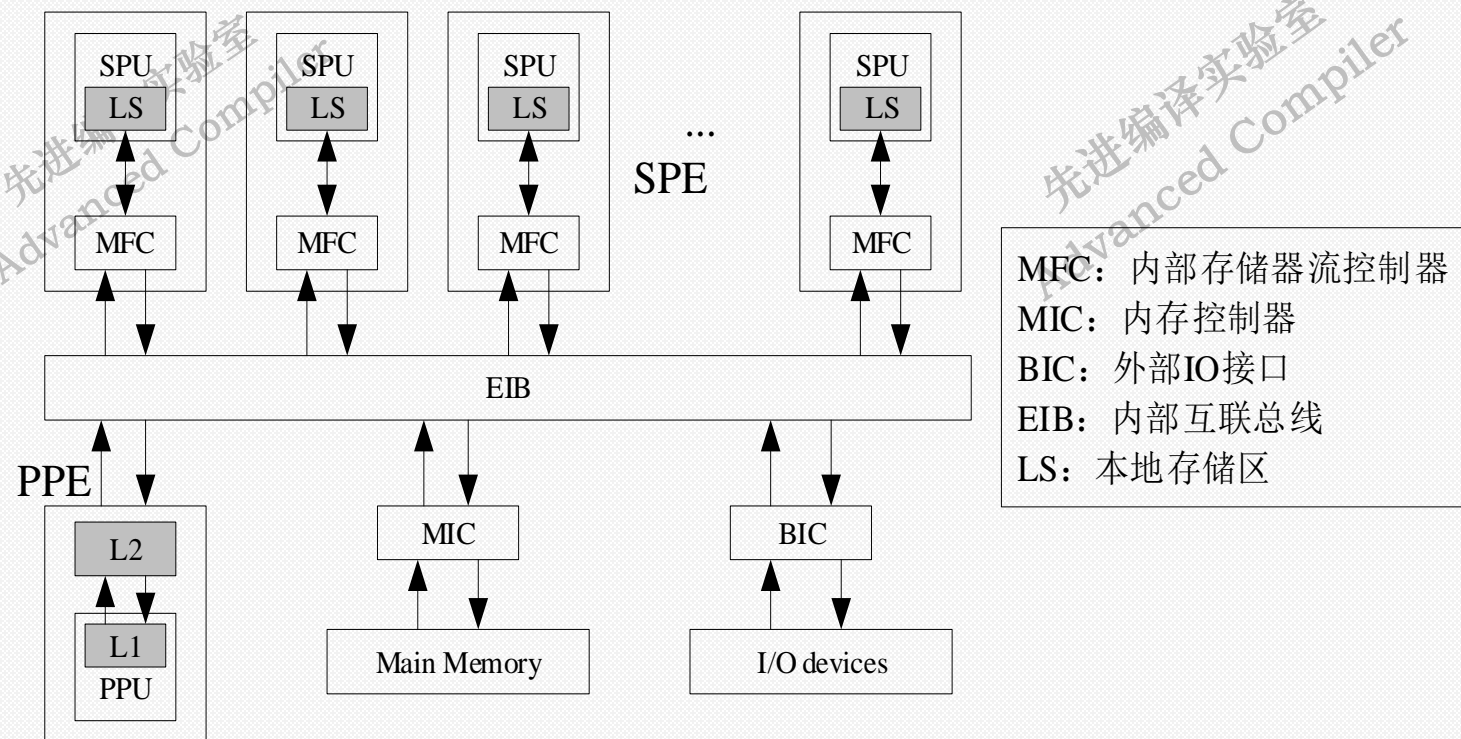 SPU
LS
MFC
SPU
LS
MFC
SPU
LS
MFC
...
SPE
SPU
LS
MFC
EIB
PPE
L2
L1
PPU
MIC
Main Memory
BIC
I/O devices
MFC：内部存储器流控制器
MIC：内存控制器
BIC：外部IO接口
EIB：内部互联总线
LS：本地存储区
先进编译实验室
Advanced Compiler
先进编译实验室
Advanced Compiler